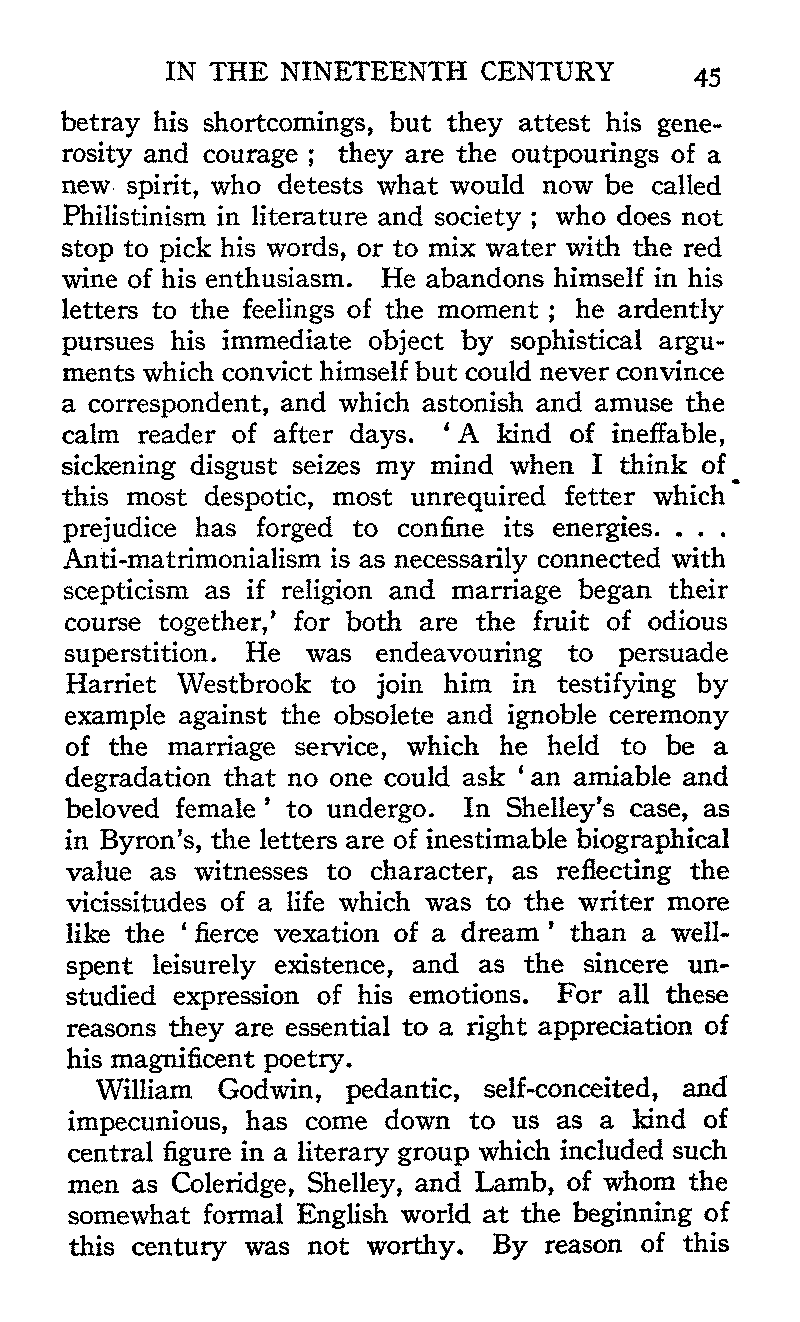 IN THE NINETEENTH CENTURY 45
betray his shortcomings, but they attest his gene-
rosity and courage ; they are the outpourings of a
new spirit, who detests what would now be called
Philistinism in literature and society ; who does not
stop to pick his words, or to mix water with the red
wine of his enthusiasm. He abandons himself in his
letters to the feelings of the moment ; he ardently
pursues his immediate object by sophistical argu-
ments which convict himself but could never convince
a correspondent, and which astonish and amuse the
calm reader of after days. ‘ A kind of ineffable,
sickening disgust seizes my mind when I think of
this most despotic, most unrequired fetter which
prejudice has forged to confine its energies. . . .
Anti-matrimonialism is as necessarily connected with
scepticism as if religion and marriage began their
course together,’ for both are the fruit of odious
superstition. He was endeavouring to persuade
Harriet Westbrook to join him in testifying by
example against the obsolete and ignoble ceremony
of the marriage service, which he held to be a
degradation that no one could ask ‘ an amiable and
beloved female ’ to undergo. In Shelley’s case, as
in Byron’s, the letters are of inestimable biographical
value as witnesses to character, as reflecting the
vicissitudes of a life which was to the writer more
like the ‘ fierce vexation of a dream ’ than a well-
spent leisurely existence, and as the sincere un-
studied expression of his emotions. For all these
reasons they are essential to a right appreciation of
his magnificent poetry.
William Godwin, pedantic, self-conceited, and
impecunious, has come down to us as a kind of
central figure in a literary group which included such
men as Coleridge, Shelley, and Lamb, of whom the
somewhat formal English world at the beginning of
this century was not worthy. By reason of this